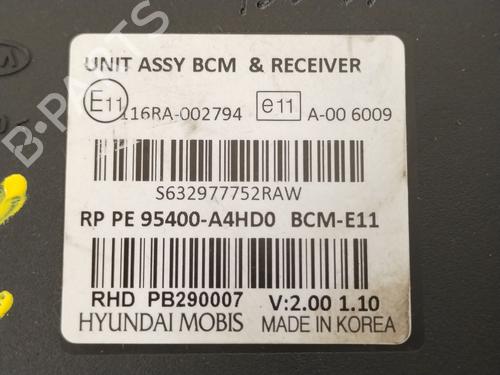 UNIT ASSY BCM & RECEIVER
E11 116RA-002794 e11 A-00 6009
S632977752RAW
RP PE 95400-A4HD0 BCM-E11
RHD PB290007 V:2.00 1.10
HYUNDAI MOBIS MADE IN KOREA
B-PARTS